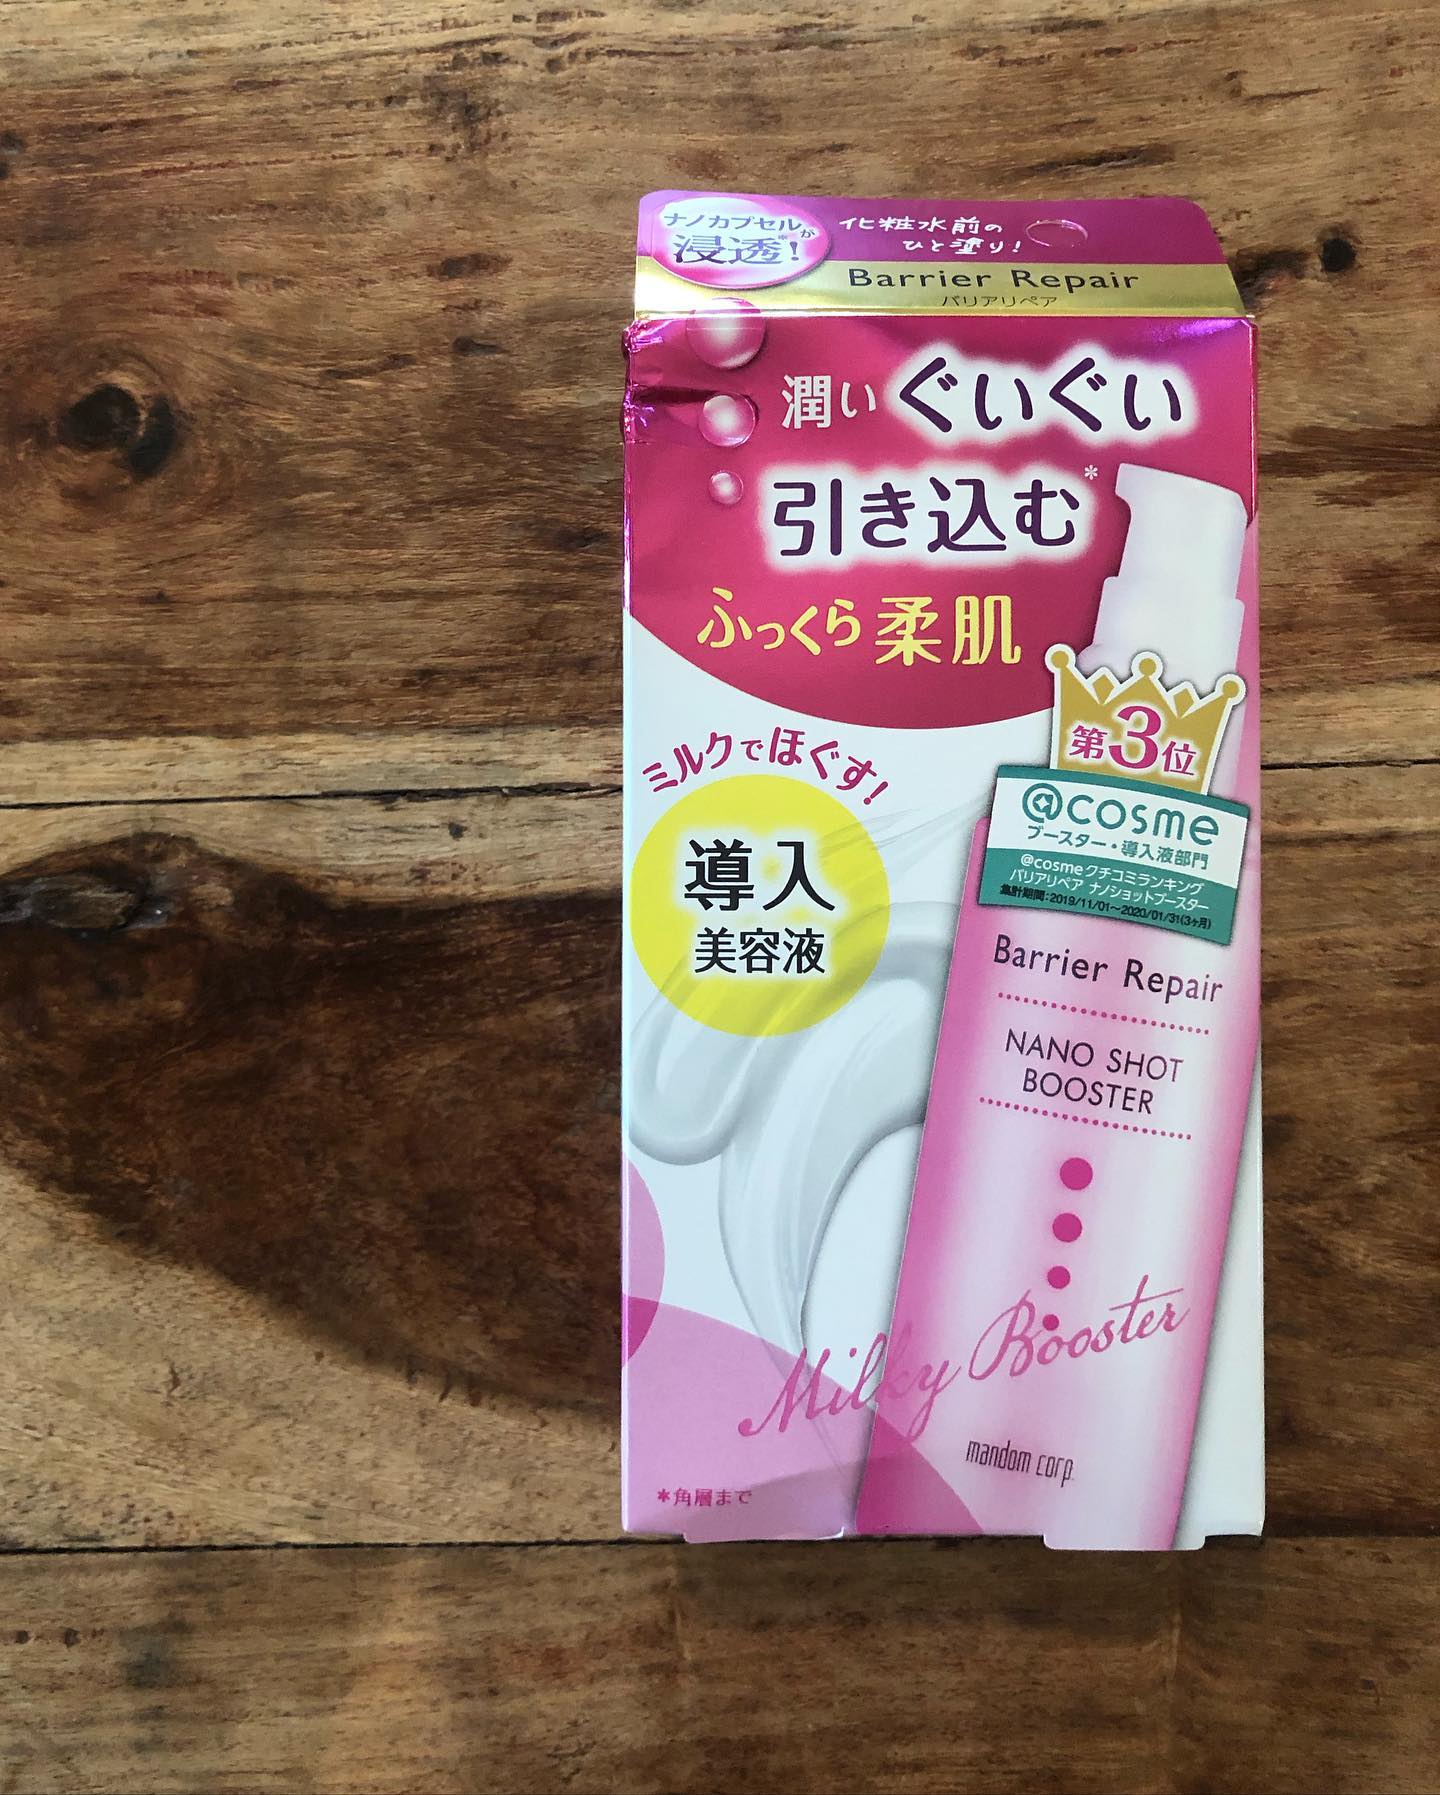 ナノカプセルが
浸透*!
化粧水前の
ひと塗り!
Barrier Repair
バリアリペア
潤いぐいぐい
引き込む*
ふっくら柔肌
ミルクでほぐす!
導入
美容液
第3位
@cosme
ブースター・導入液部門
@cosmeクチコミランキング
バリアリペア ナノショットブースター
集計期間:2019/11/01~2020/01/31(3ヶ月)
Barrier Repair
NANO SHOT
BOOSTER
Milky Booster
mandom corp.
*角層まで